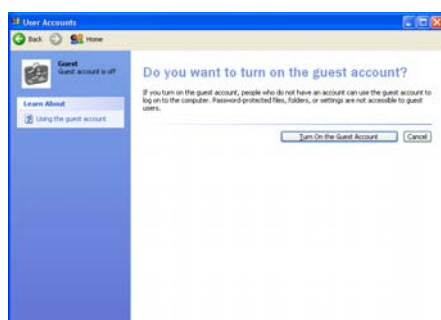 User Accounts
Back Home
Guest
Guest account is off
Learn About
Using the guest account
Do you want to turn on the guest account?
If you turn on the guest account, people who do not have an account can use the guest account to
log on to the computer. Password-protected files, folders, or settings are not accessible to guest
users.
Turn On the Guest Account Cancel